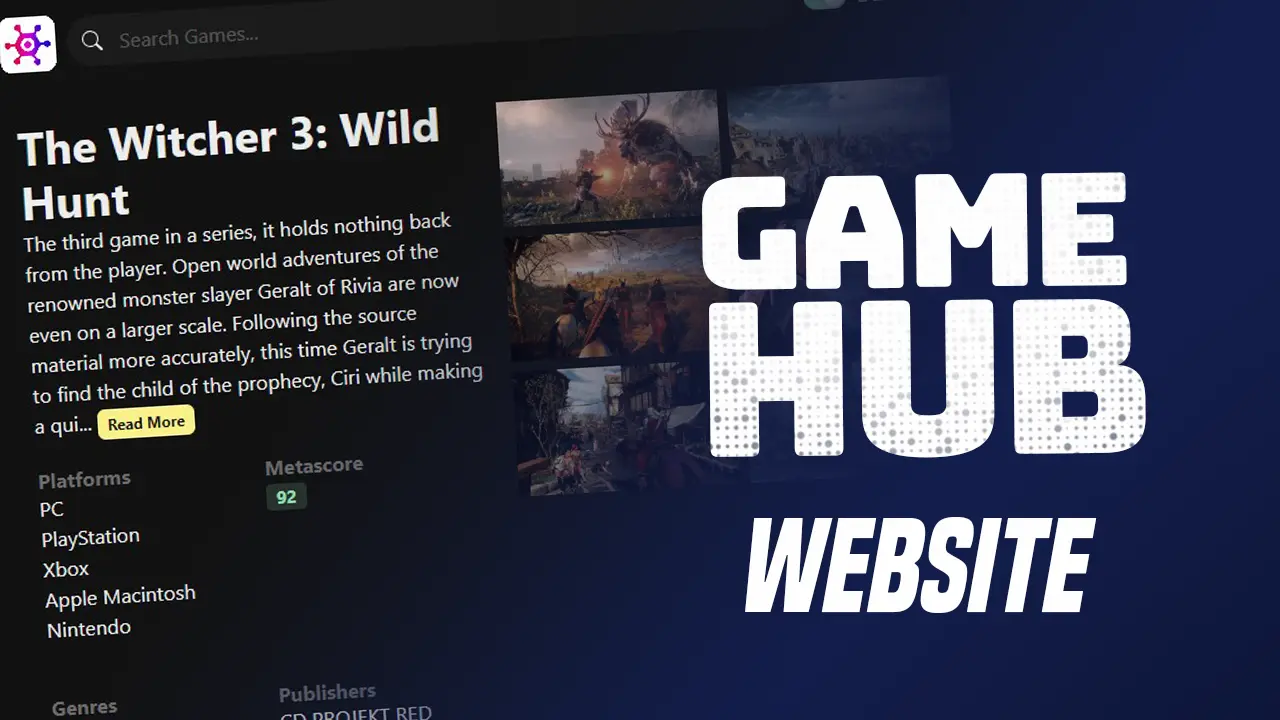 Search Games...
The Witcher 3: Wild
Hunt
The third game in a series, it holds nothing back
from the player. Open world adventures of the
renowned monster slayer Geralt of Rivia are now
even on a larger scale. Following the source
material more accurately, this time Geralt is trying
to find the child of the prophecy, Ciri while making
a qui... Read More
Platforms
PC
PlayStation
Xbox
Apple Macintosh
Nintendo
Metascore
92
Genres
Publishers
CD PROJEKT RED
GAME
HUB
WEBSITE